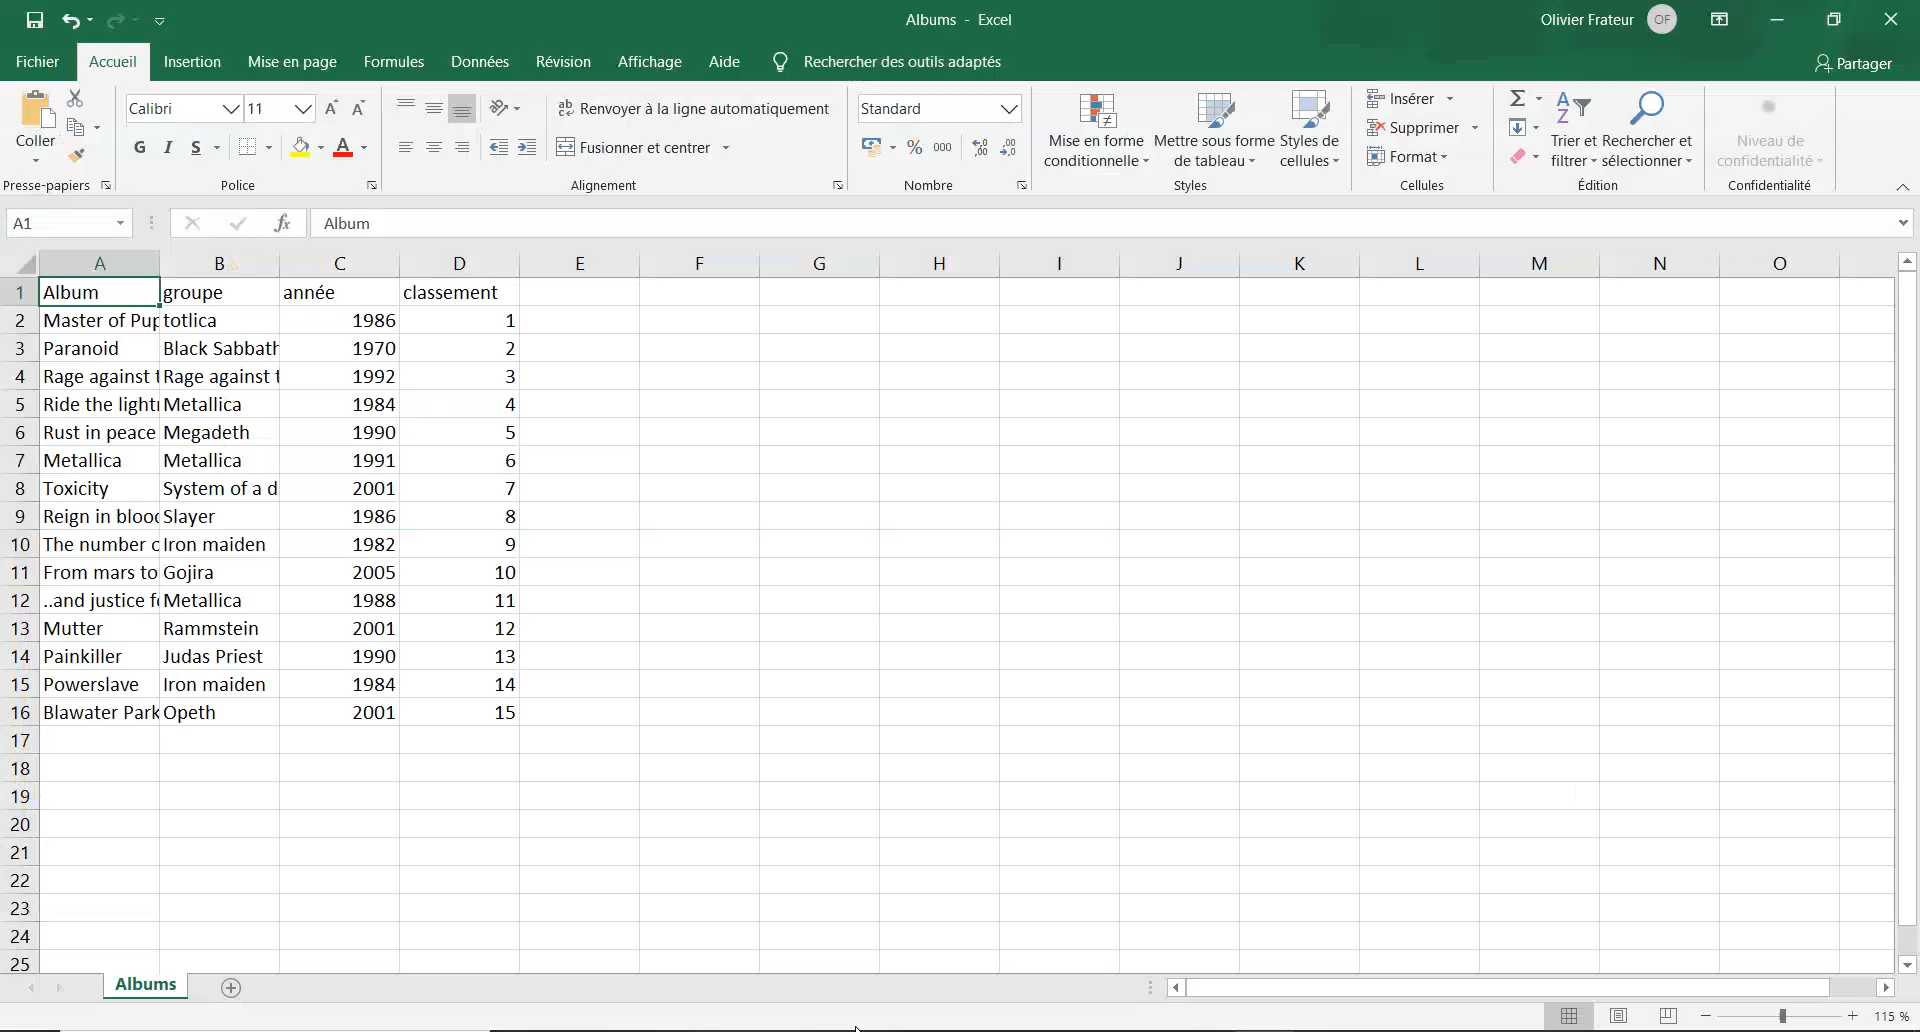 Albums - Excel
Olivier Frateur OF
Fichier Accueil Insertion Mise en page Formules Données Révision Affichage Aide Rechercher des outils adaptés Partager
Coller
Presse-papiers
Calibri 11
G I S A
Police
ab Renvoyer à la ligne automatiquement
Fusionner et centrer
Alignement
Standard
% 000 ,00 ,00
Nombre
Mise en forme conditionnelle
Mettre sous forme de tableau
Styles de cellules
Styles
Insérer
Supprimer
Format
Cellules
Σ
Trier et filtrer
Rechercher et sélectionner
Édition
Niveau de confidentialité
Confidentialité
A1 fx Album
A B C D E F G H I J K L M N O
1 Album groupe année classement
2 Master of Pup totlica 1986 1
3 Paranoid Black Sabbath 1970 2
4 Rage against t Rage against t 1992 3
5 Ride the lightn Metallica 1984 4
6 Rust in peace Megadeth 1990 5
7 Metallica Metallica 1991 6
8 Toxicity System of a d 2001 7
9 Reign in blood Slayer 1986 8
10 The number o Iron maiden 1982 9
11 From mars to Gojira 2005 10
12 ..and justice fo Metallica 1988 11
13 Mutter Rammstein 2001 12
14 Painkiller Judas Priest 1990 13
15 Powerslave Iron maiden 1984 14
16 Blawater Park Opeth 2001 15
17
18
19
20
21
22
23
24
25
Albums
115 %